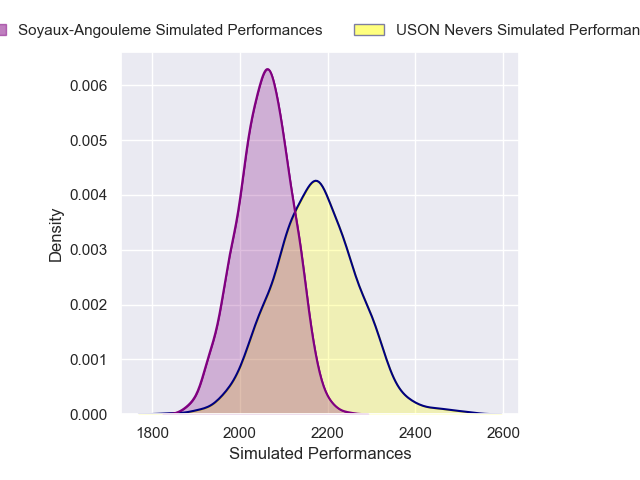 Soyaux-Angouleme Simulated Performances
USON Nevers Simulated
0.006
0.005
0.004
0.003
0.002
0.001
0.000
Density
1800 2000 2200 2400 2600
Simulated Performances